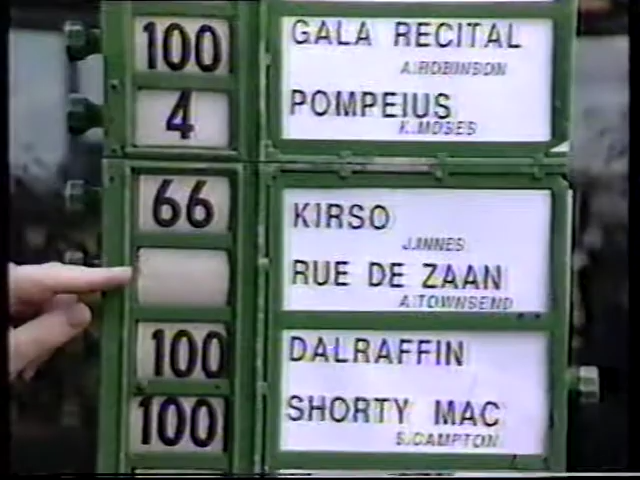 100 GALA RECITAL
A.ROBINSON
4 POMPEIUS
K.MOSES
66 KIRSO
J.INNES
RUE DE ZAAN
A.TOWNSEND
100 DALRAFFIN
100 SHORTY MAC
S.CAMPTON